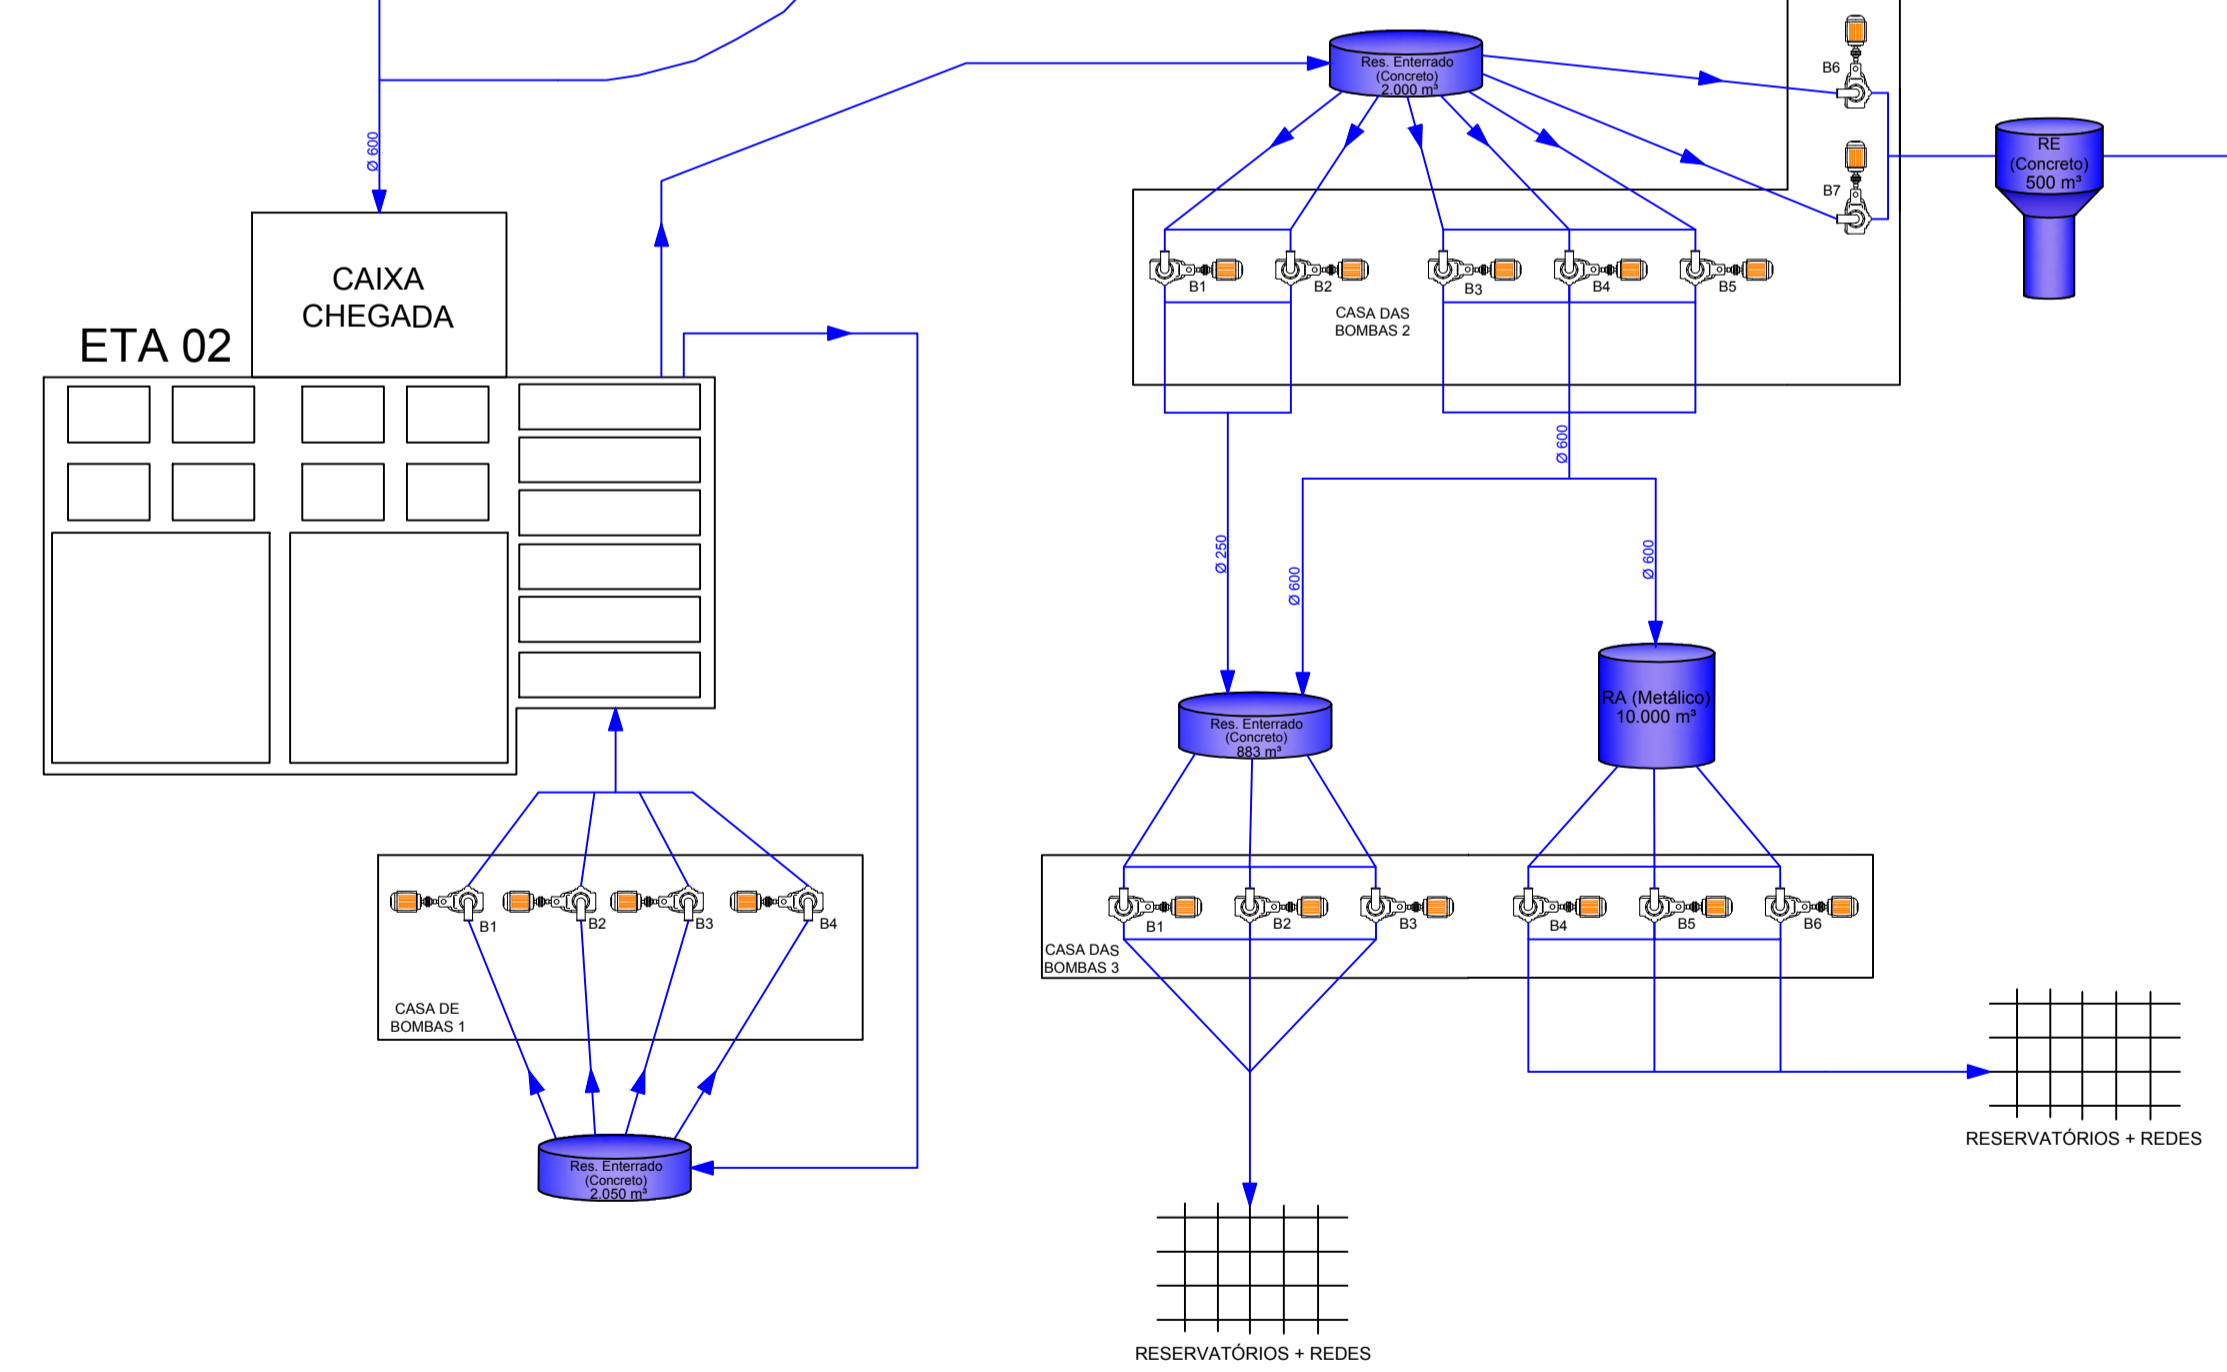 Res. Enterrado
(Concreto)
2.000 m³
B6
B7
RE
(Concreto)
500 m³
Ø 600
CAIXA
CHEGADA
ETA 02
B1
B2
B3
B4
B5
CASA DAS
BOMBAS 2
Ø 600
Ø 250
Ø 600
Ø 600
Res. Enterrado
(Concreto)
883 m³
RA (Metálico)
10.000 m³
B1
B2
B3
B4
CASA DE
BOMBAS 1
B1
B2
B3
B4
B5
B6
CASA DAS
BOMBAS 3
Res. Enterrado
(Concreto)
2.050 m³
RESERVATÓRIOS + REDES
RESERVATÓRIOS + REDES